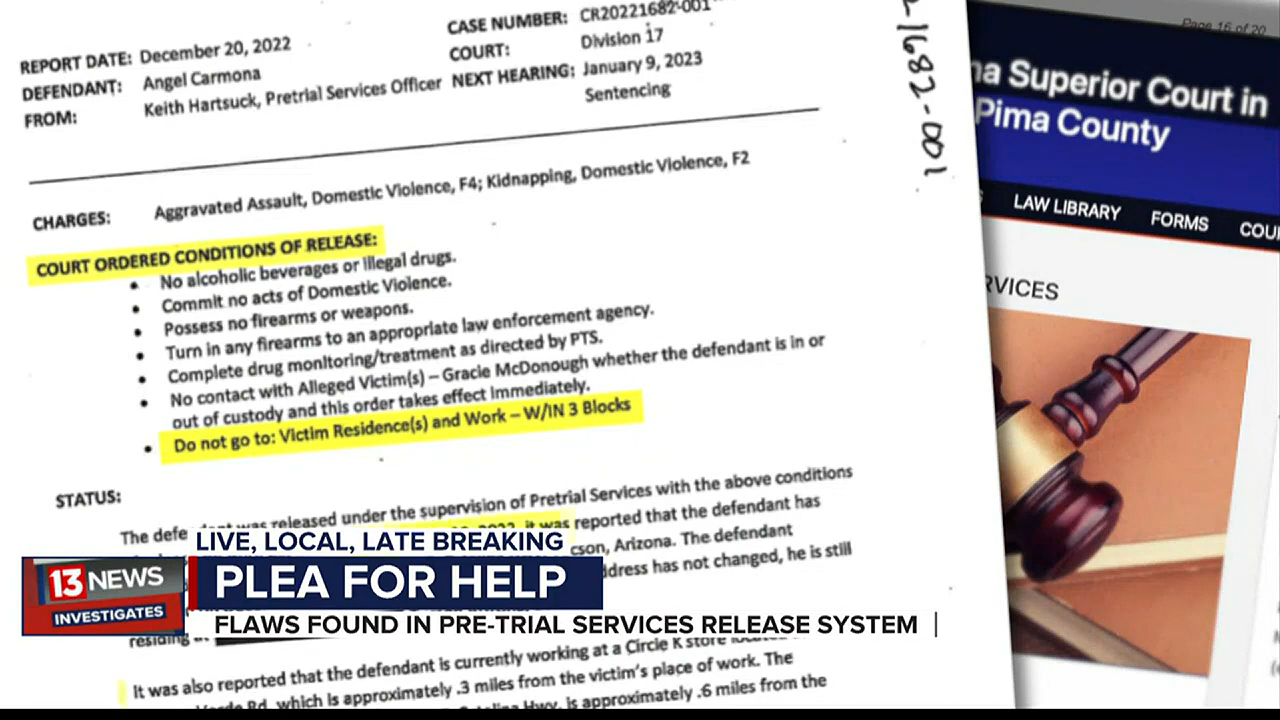 REPORT DATE: December 20, 2022
DEFENDANT: Angel Carmona
FROM: Keith Hartsuck, Pretrial Services Officer
CASE NUMBER: CR20221682-001
COURT: Division 17
NEXT HEARING: January 9, 2023
Sentencing
1682-001
Page 16 of 20
Superior Court in
Pima County
LAW LIBRARY FORMS
CHARGES: Aggravated Assault, Domestic Violence, F4; Kidnapping, Domestic Violence, F2
COURT ORDERED CONDITIONS OF RELEASE:
• No alcoholic beverages or illegal drugs.
• Commit no acts of Domestic Violence.
• Possess no firearms or weapons.
• Turn in any firearms to an appropriate law enforcement agency.
• Complete drug monitoring/treatment as directed by PTS.
• No contact with Alleged Victim(s) – Gracie McDonough whether the defendant is in or
out of custody and this order takes effect immediately.
• Do not go to: Victim Residence(s) and Work – W/IN 3 Blocks
STATUS:
The was released under the supervision of Pretrial Services with the above conditions
it was reported that the defendant has
Arizona. The defendant
has not changed, he is still
residing at
It was also reported that the defendant is currently working at a Circle K store
Rd, which is approximately .3 miles from the victim's place of work. The
Hwy, is approximately .6 miles from the
LIVE, LOCAL, LATE BREAKING
13 NEWS
INVESTIGATES
PLEA FOR HELP
FLAWS FOUND IN PRE-TRIAL SERVICES RELEASE SYSTEM